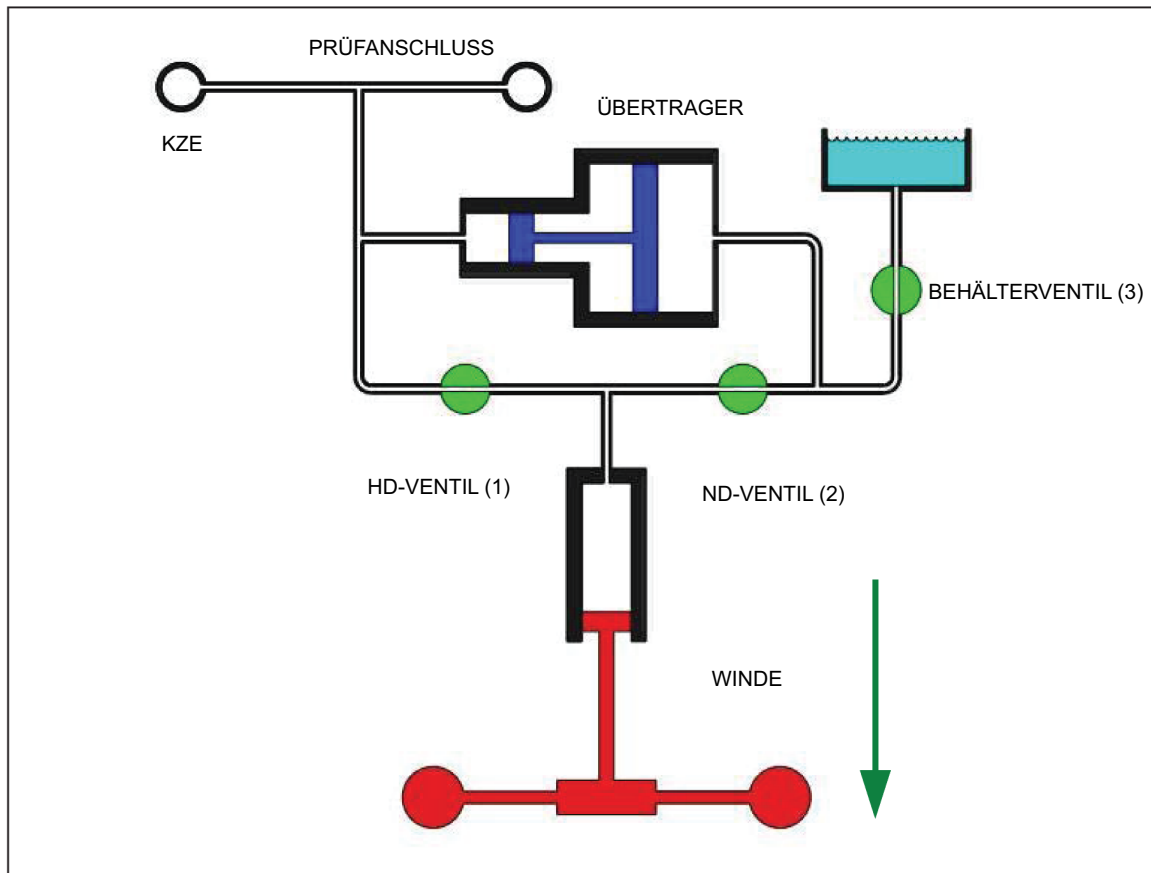 PRÜFANSCHLUSS
KZE
ÜBERTRAGER
BEHÄLTERVENTIL (3)
HD-VENTIL (1)
ND-VENTIL (2)
WINDE